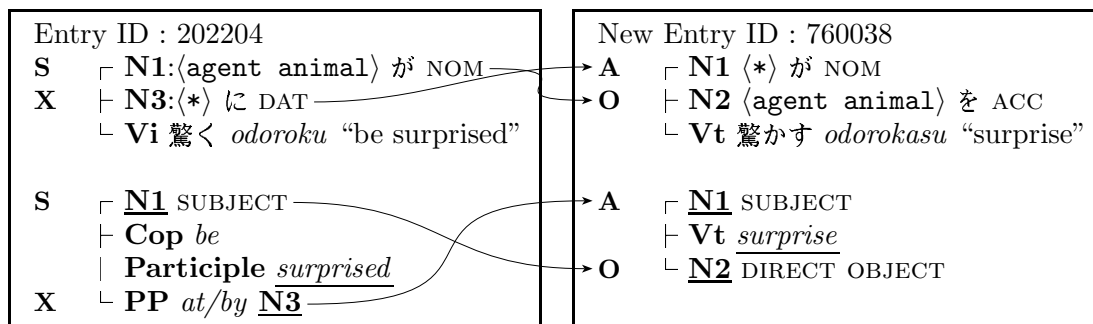 Entry ID : 202204
S N1:⟨agent animal⟩ が NOM
X N3:⟨*⟩ に DAT
Vi 驚く odoroku “be surprised”
S N1 SUBJECT
Cop be
Participle surprised
X PP at/by N3
New Entry ID : 760038
A N1 ⟨*⟩ が NOM
O N2 ⟨agent animal⟩ を ACC
Vt 驚かす odorokasu “surprise”
A N1 SUBJECT
Vt surprise
O N2 DIRECT OBJECT